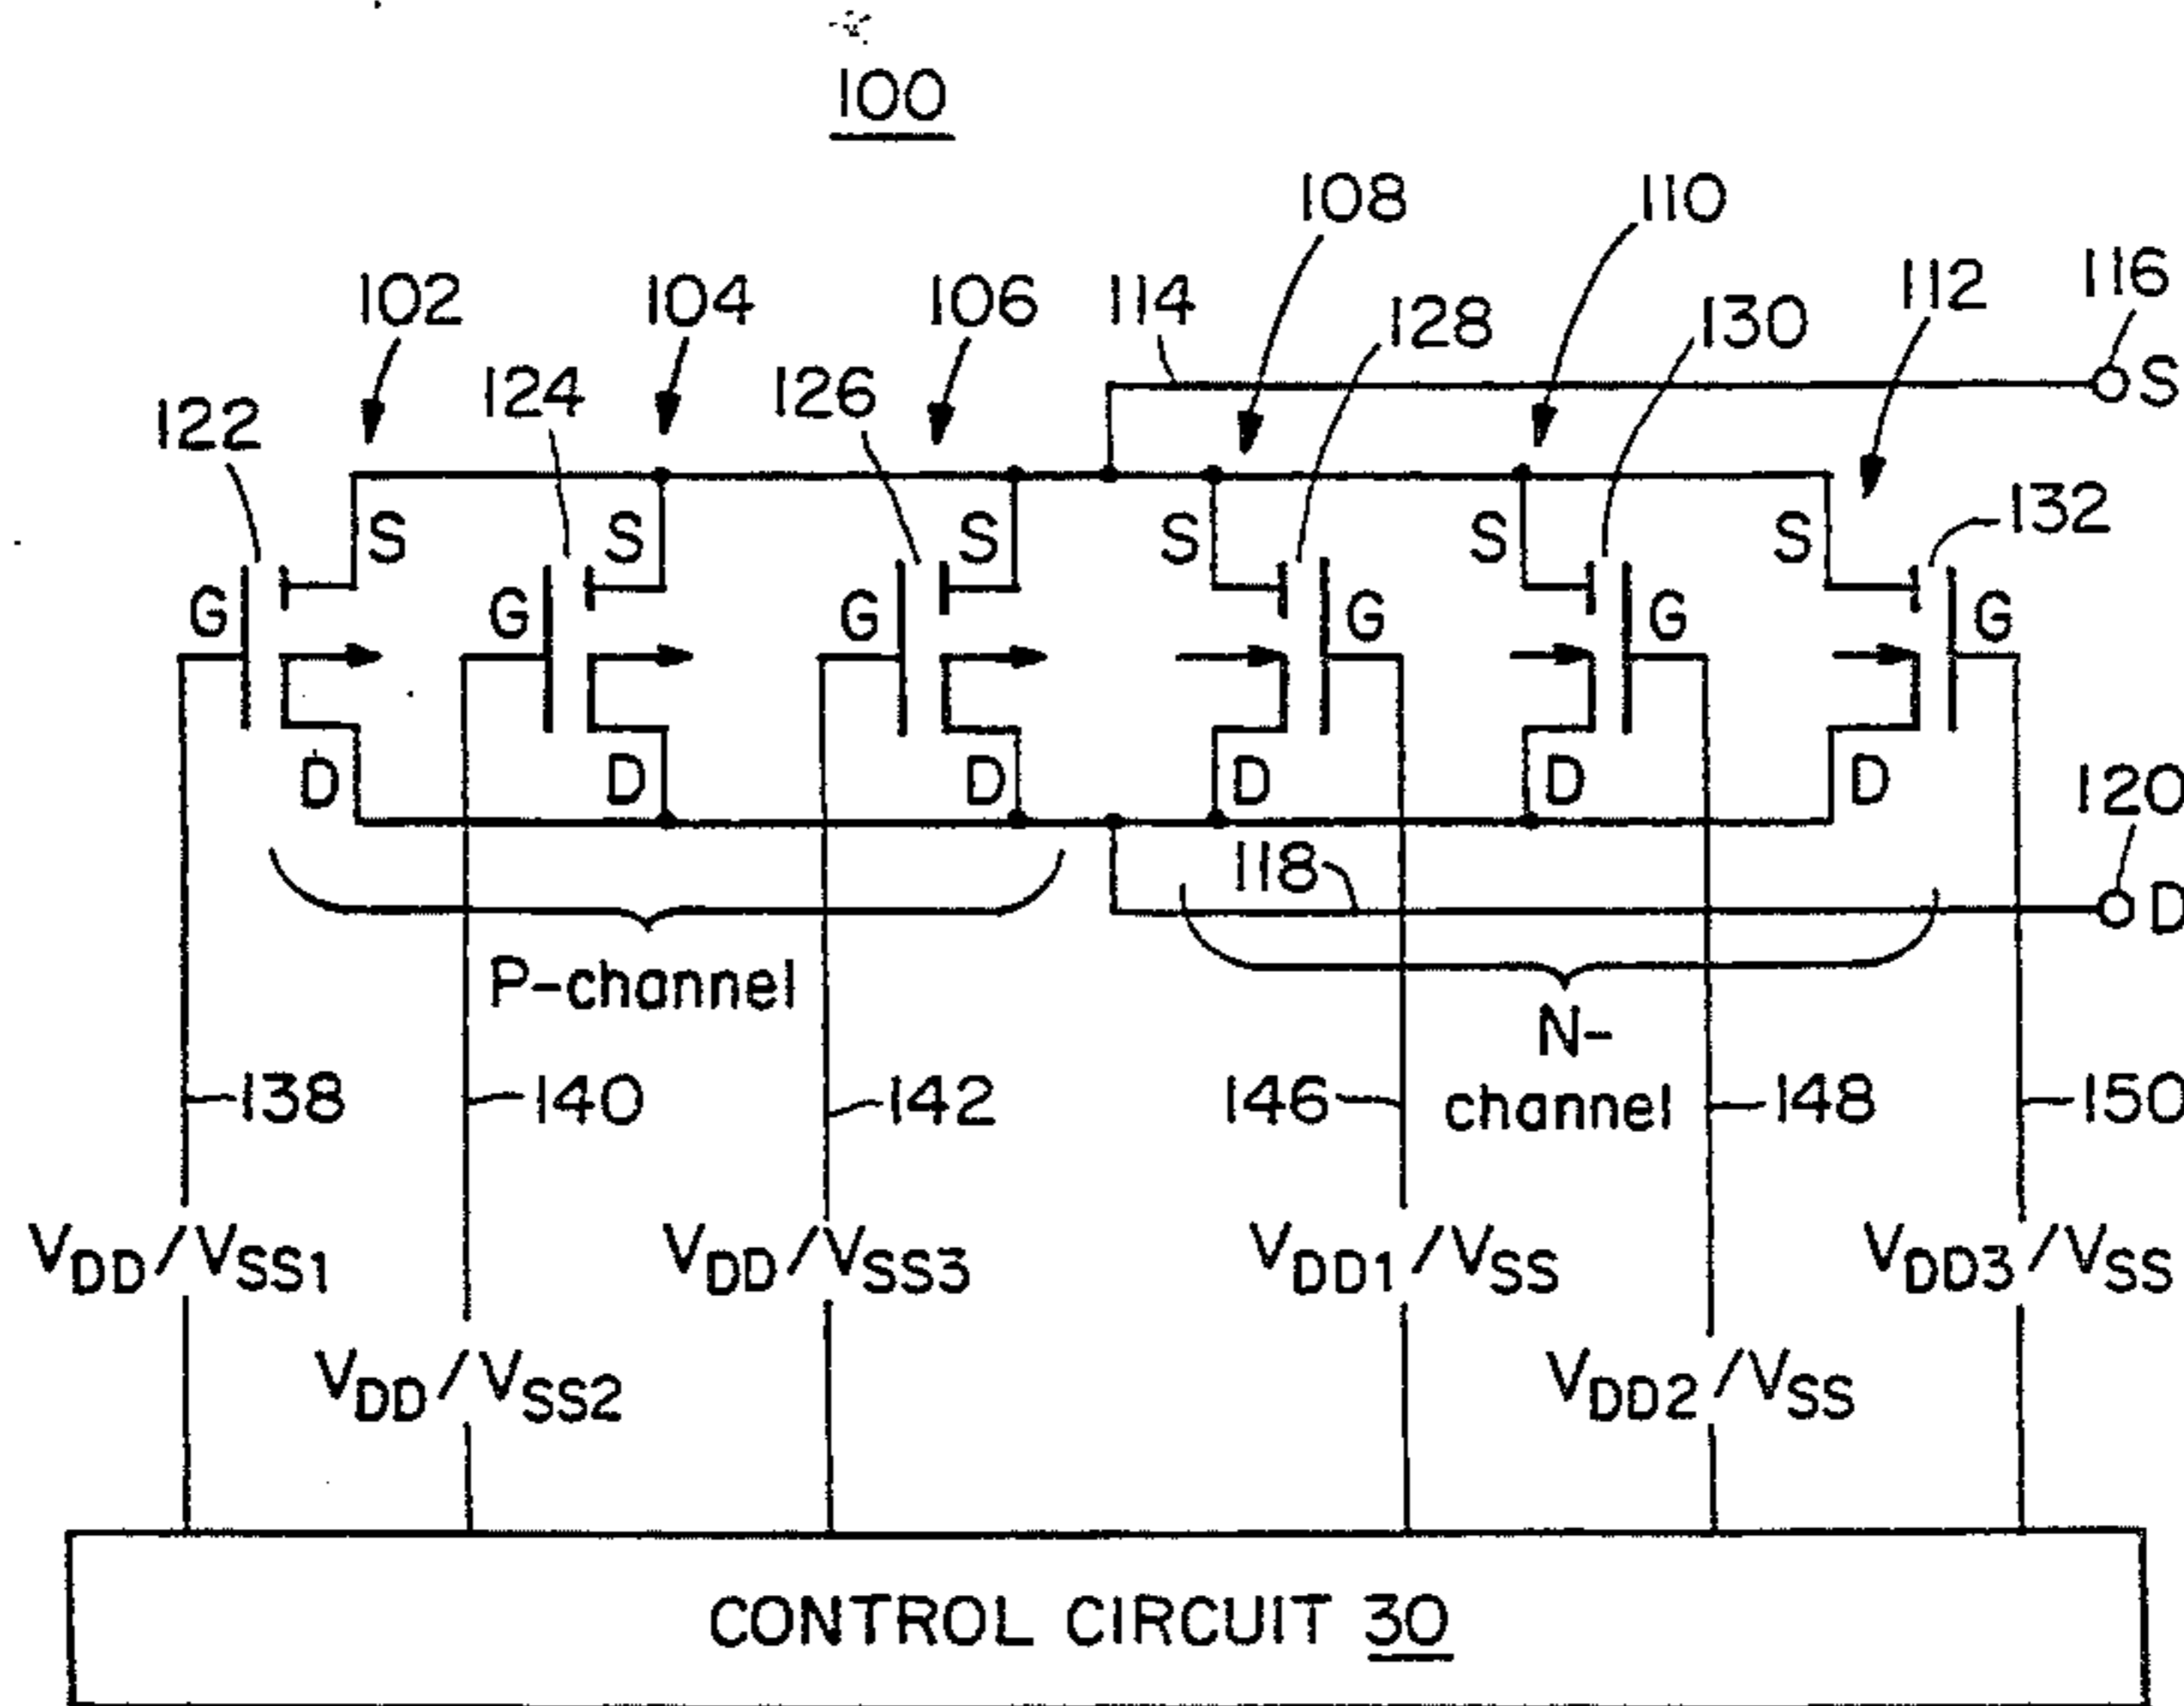 100
108 110
102 104 106 114 128 130 112 116
122 124 126 S
S S S S S S 132
G G G G G G
D D D D D D 120
118 D
P-channel
N-
channel
138 140 142 146 148 150
VDD/VSS1 VDD/VSS3 VDD1/VSS VDD3/VSS
VDD/VSS2 VDD2/VSS
CONTROL CIRCUIT 30